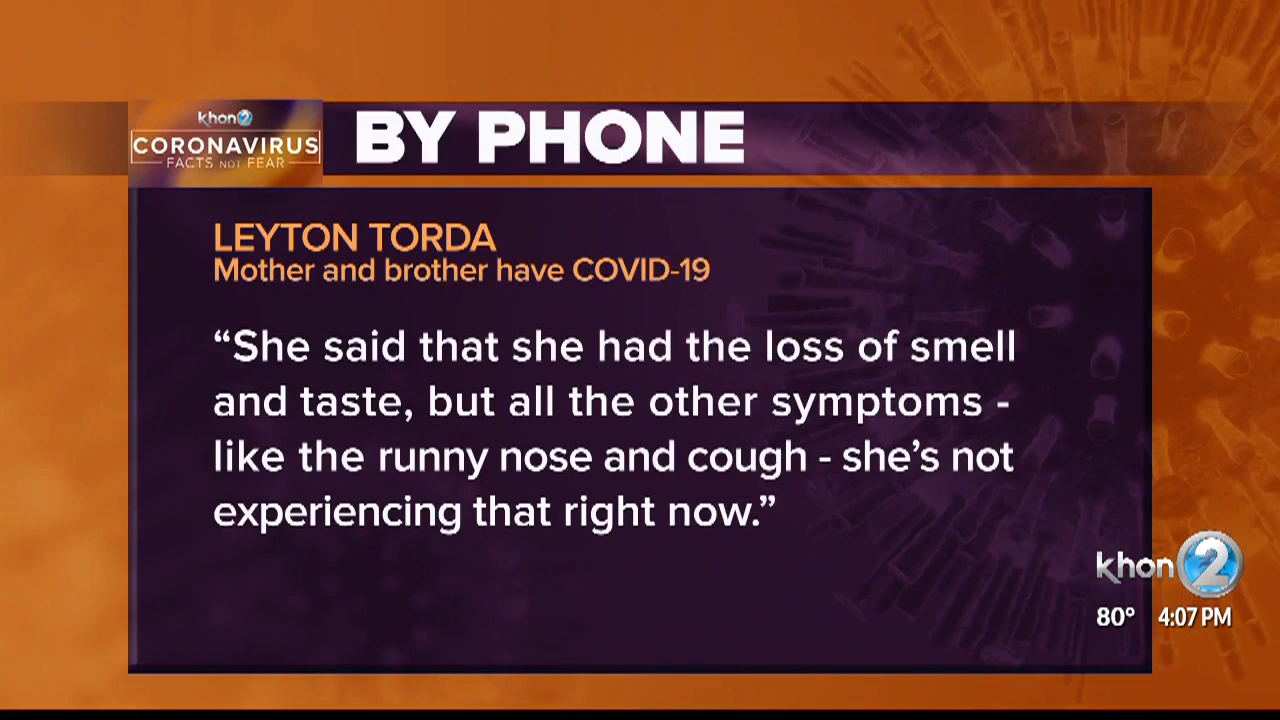 khon2
CORONAVIRUS
FACTS NOT FEAR
BY PHONE
LEYTON TORDA
Mother and brother have COVID-19
“She said that she had the loss of smell
and taste, but all the other symptoms -
like the runny nose and cough - she’s not
experiencing that right now.”
khon 2
80° 4:07 PM